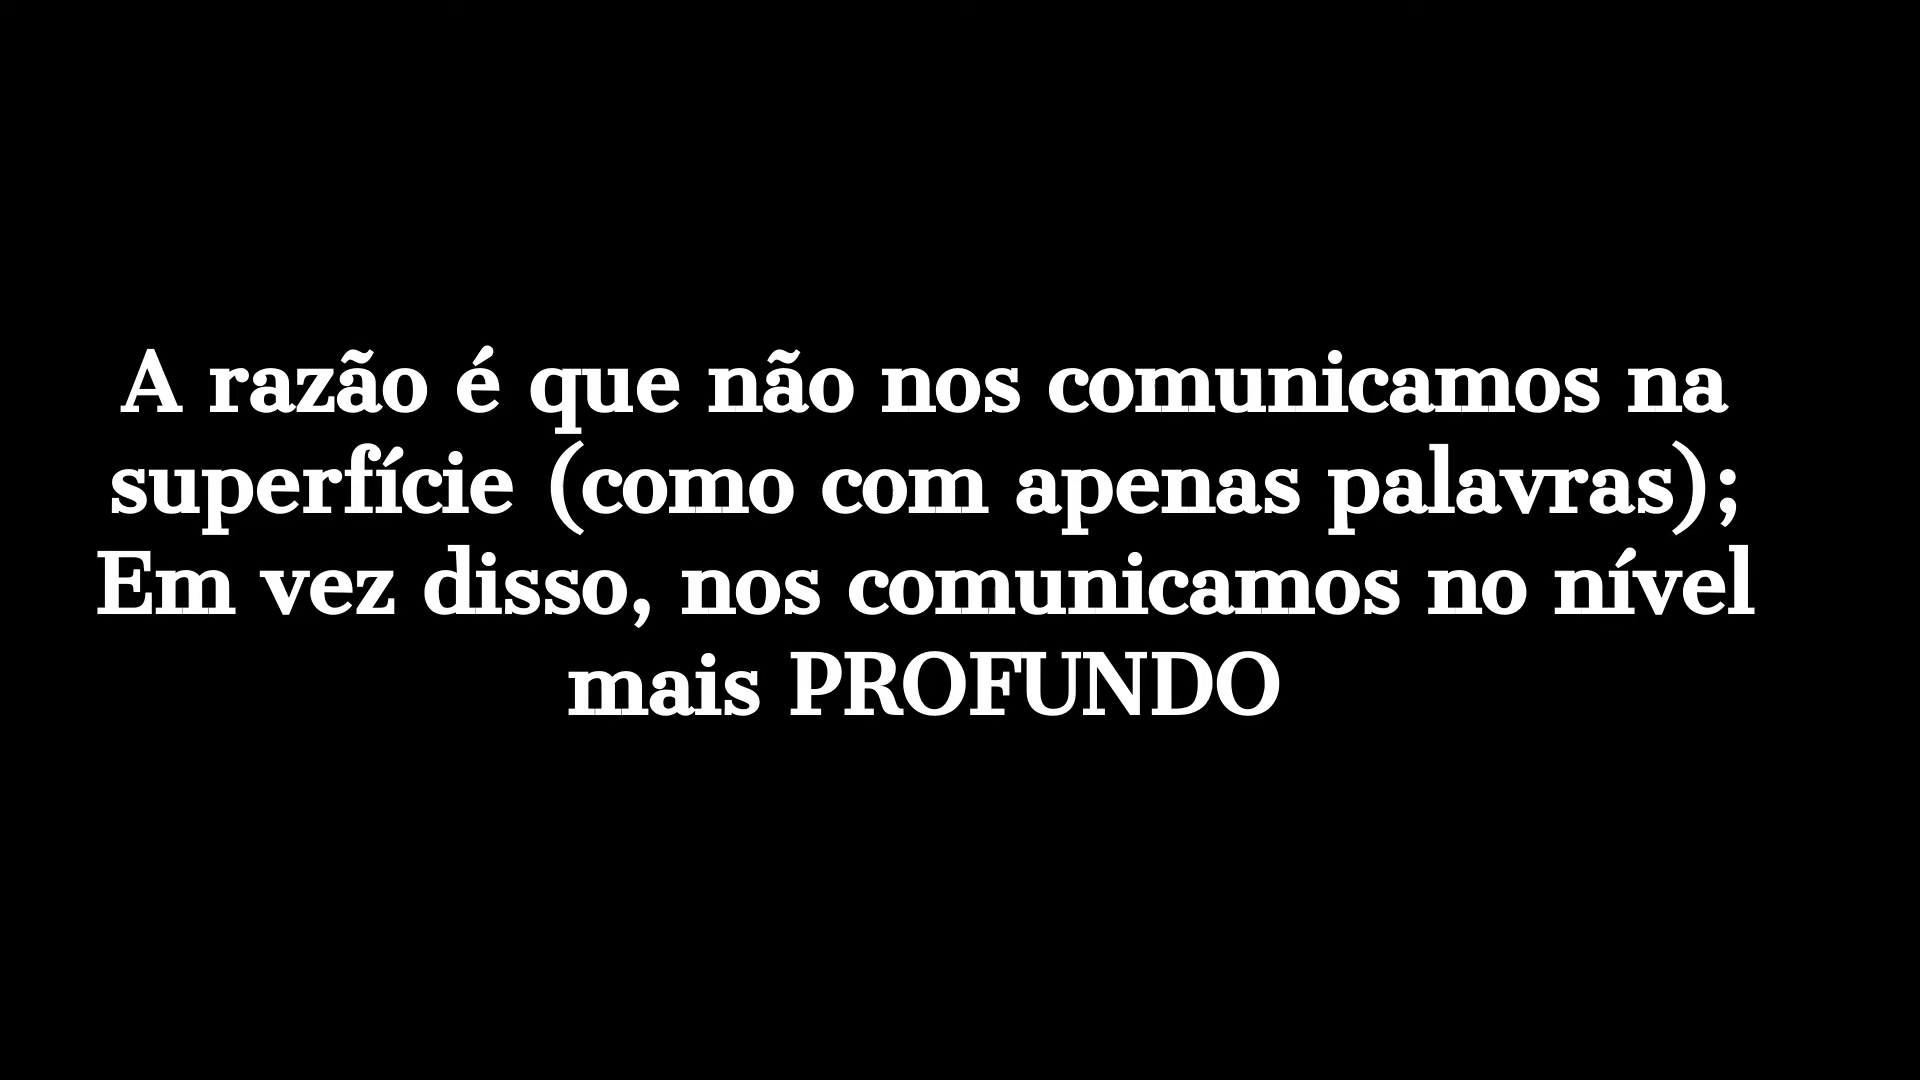 A razão é que não nos comunicamos na
superfície (como com apenas palavras);
Em vez disso, nos comunicamos no nível
mais PROFUNDO